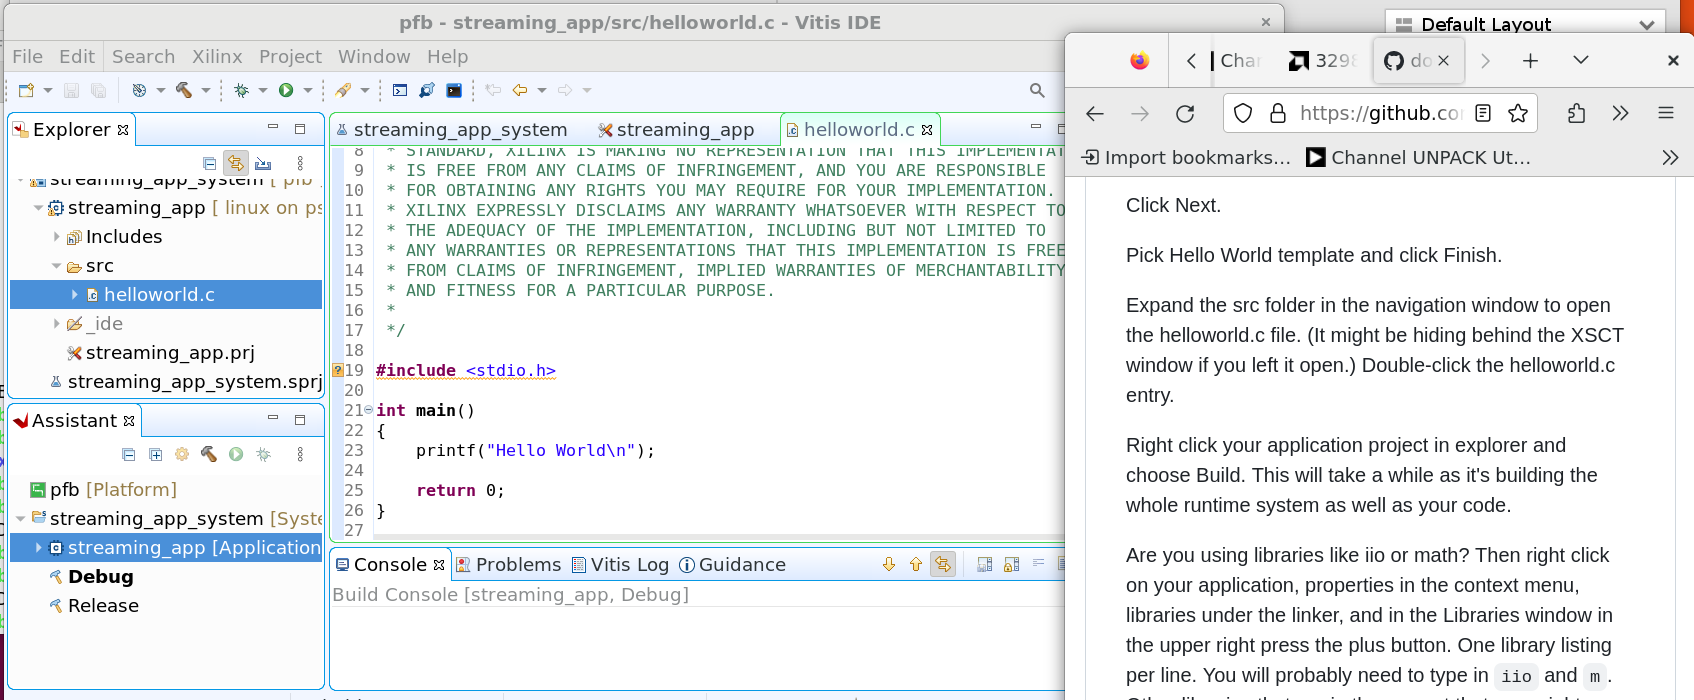 pfb - streaming_app/src/helloworld.c - Vitis IDE
Default Layout
File Edit Search Xilinx Project Window Help
Explorer
streaming_app_system [ pfb
streaming_app [ linux on ps
Includes
src
helloworld.c
_ide
streaming_app.prj
streaming_app_system.sprj
Assistant
pfb [Platform]
streaming_app_system [Syste
streaming_app [Application
Debug
Release
streaming_app_system streaming_app helloworld.c
8 * STANDARD, XILINX IS MAKING NO REPRESENTATION THAT THIS IMPLEMENTAT
9 * IS FREE FROM ANY CLAIMS OF INFRINGEMENT, AND YOU ARE RESPONSIBLE
10 * FOR OBTAINING ANY RIGHTS YOU MAY REQUIRE FOR YOUR IMPLEMENTATION.
11 * XILINX EXPRESSLY DISCLAIMS ANY WARRANTY WHATSOEVER WITH RESPECT TO
12 * THE ADEQUACY OF THE IMPLEMENTATION, INCLUDING BUT NOT LIMITED TO
13 * ANY WARRANTIES OR REPRESENTATIONS THAT THIS IMPLEMENTATION IS FREE
14 * FROM CLAIMS OF INFRINGEMENT, IMPLIED WARRANTIES OF MERCHANTABILITY
15 * AND FITNESS FOR A PARTICULAR PURPOSE.
16 *
17 */
18
19 #include <stdio.h>
20
21 int main()
22 {
23 printf("Hello World\n");
24
25 return 0;
26 }
27
Console Problems Vitis Log Guidance
Build Console [streaming_app, Debug]
Char 3298 do
https://github.co
Import bookmarks... Channel UNPACK Ut...
Click Next.
Pick Hello World template and click Finish.
Expand the src folder in the navigation window to open
the helloworld.c file. (It might be hiding behind the XSCT
window if you left it open.) Double-click the helloworld.c
entry.
Right click your application project in explorer and
choose Build. This will take a while as it's building the
whole runtime system as well as your code.
Are you using libraries like iio or math? Then right click
on your application, properties in the context menu,
libraries under the linker, and in the Libraries window in
the upper right press the plus button. One library listing
per line. You will probably need to type in iio and m .